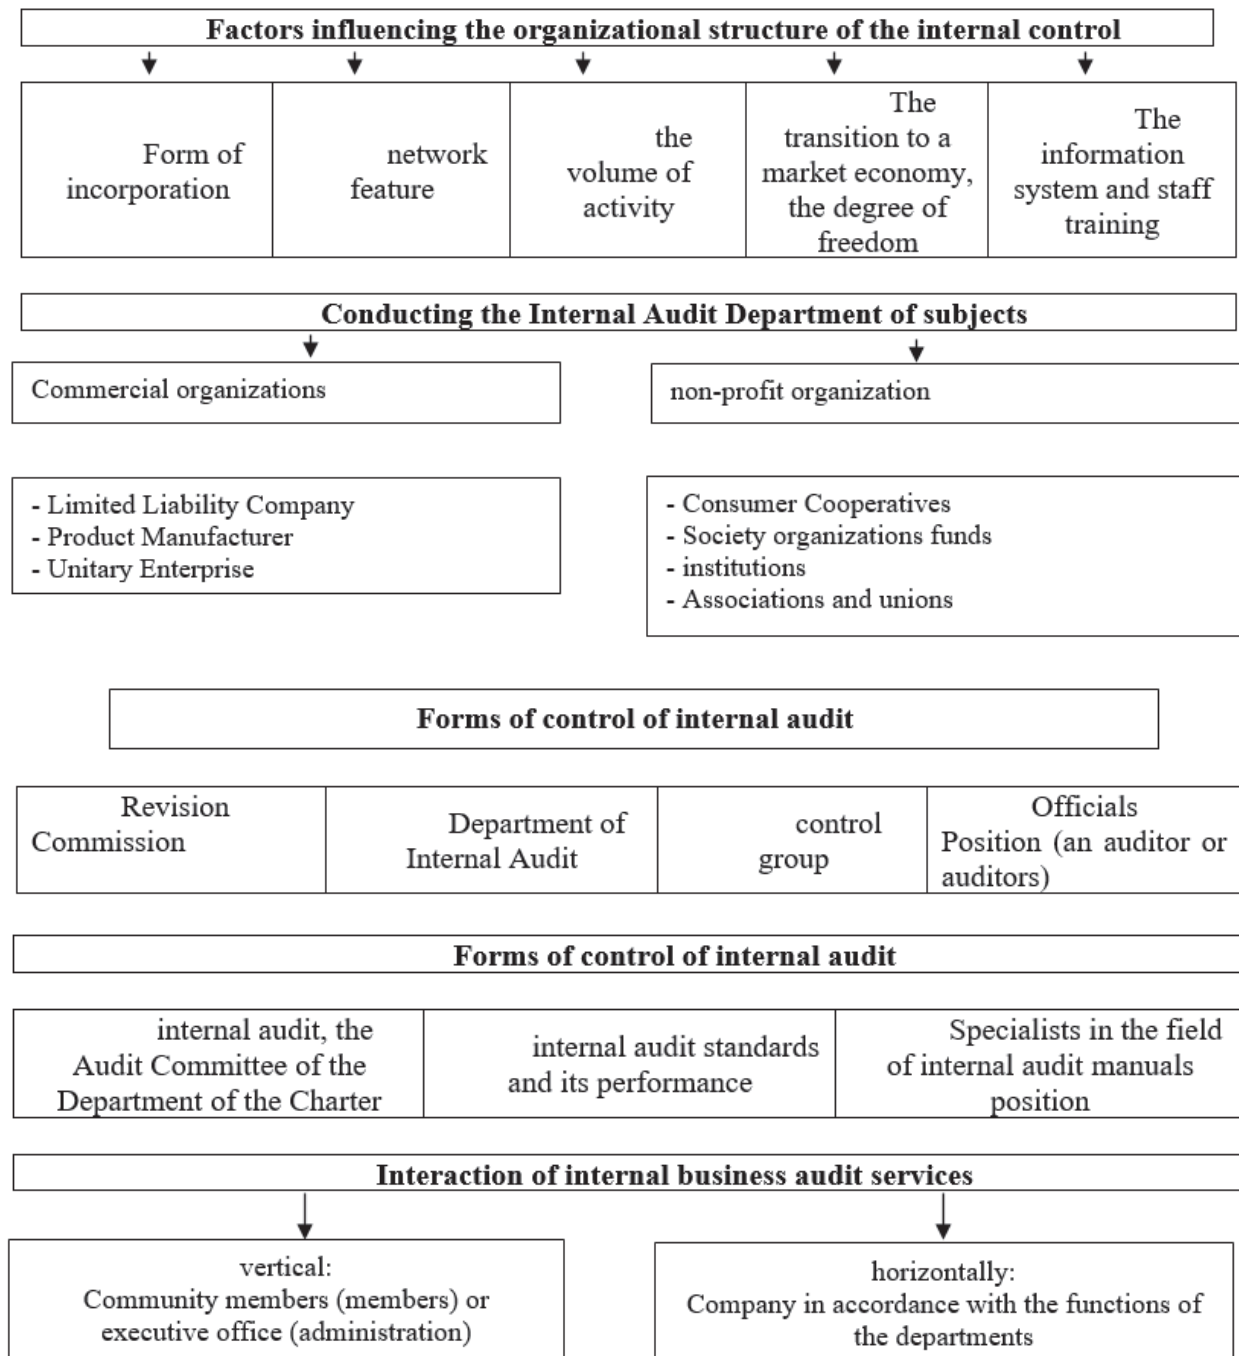 Factors influencing the organizational structure of the internal control
Form of
incorporation
network
feature
the
volume of
activity
The
transition to a
market economy,
the degree of
freedom
The
information
system and staff
training
Conducting the Internal Audit Department of subjects
Commercial organizations
non-profit organization
- Limited Liability Company
- Product Manufacturer
- Unitary Enterprise
- Consumer Cooperatives
- Society organizations funds
- institutions
- Associations and unions
Forms of control of internal audit
Revision
Commission
Department of
Internal Audit
control
group
Officials
Position (an auditor or
auditors)
Forms of control of internal audit
internal audit, the
Audit Committee of the
Department of the Charter
internal audit standards
and its performance
Specialists in the field
of internal audit manuals
position
Interaction of internal business audit services
vertical:
Community members (members) or
executive office (administration)
horizontally:
Company in accordance with the functions of
the departments